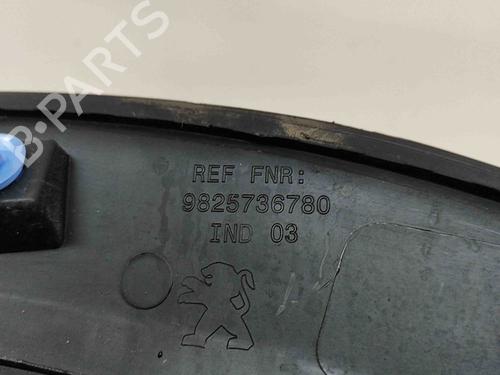 B-PARTS
REF FNR:
9825736780
IND 03